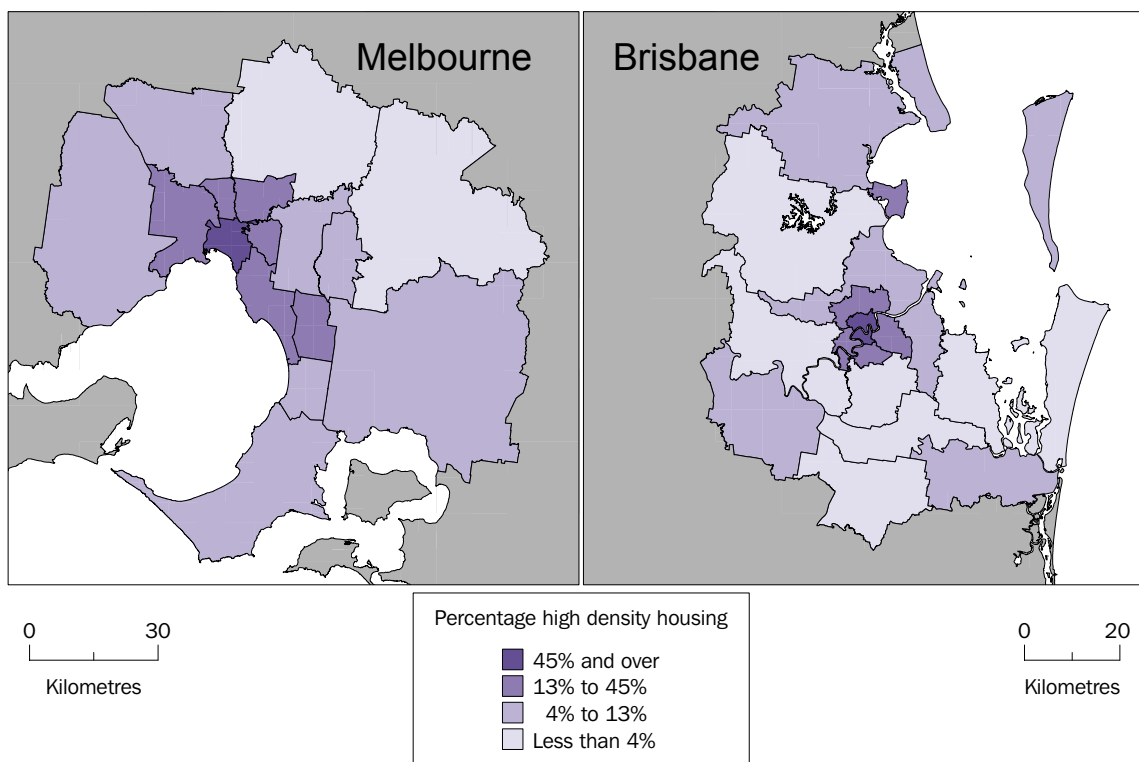 Melbourne
Brisbane
0 30
Kilometres
Percentage high density housing
45% and over
13% to 45%
4% to 13%
Less than 4%
0 20
Kilometres